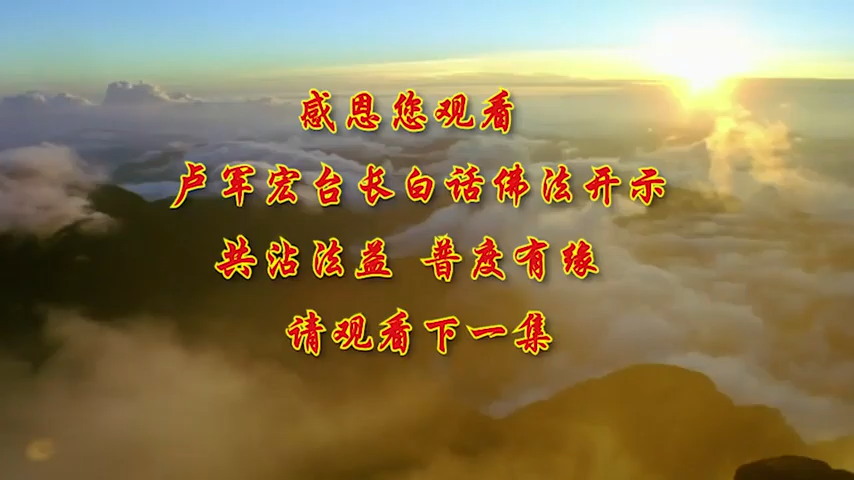 感恩您观看
卢军宏台长白话佛法开示
共沾法益 普度有缘
请观看下一集